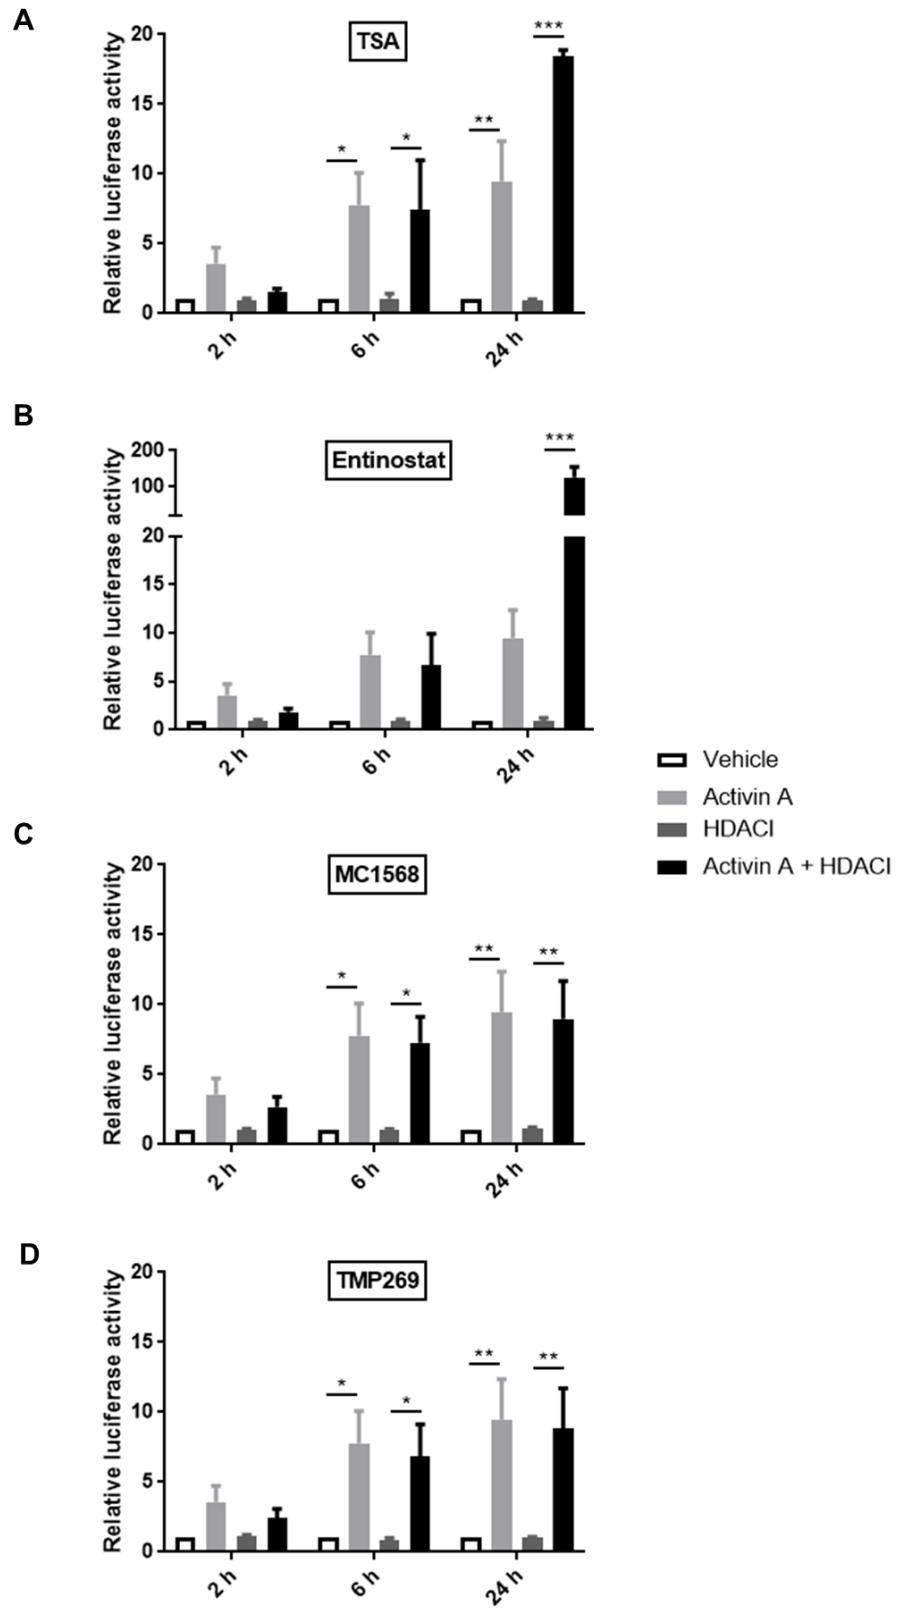 A
TSA
Relative luciferase activity
20
15
10
5
0
*
*
**
***
2 h
6 h
24 h
B
Entinostat
Relative luciferase activity
200
100
20
15
10
5
0
***
2 h
6 h
24 h
Vehicle
Activin A
HDACI
Activin A + HDACI
C
MC1568
Relative luciferase activity
20
15
10
5
0
*
*
**
**
2 h
6 h
24 h
D
TMP269
Relative luciferase activity
20
15
10
5
0
*
*
**
**
2 h
6 h
24 h